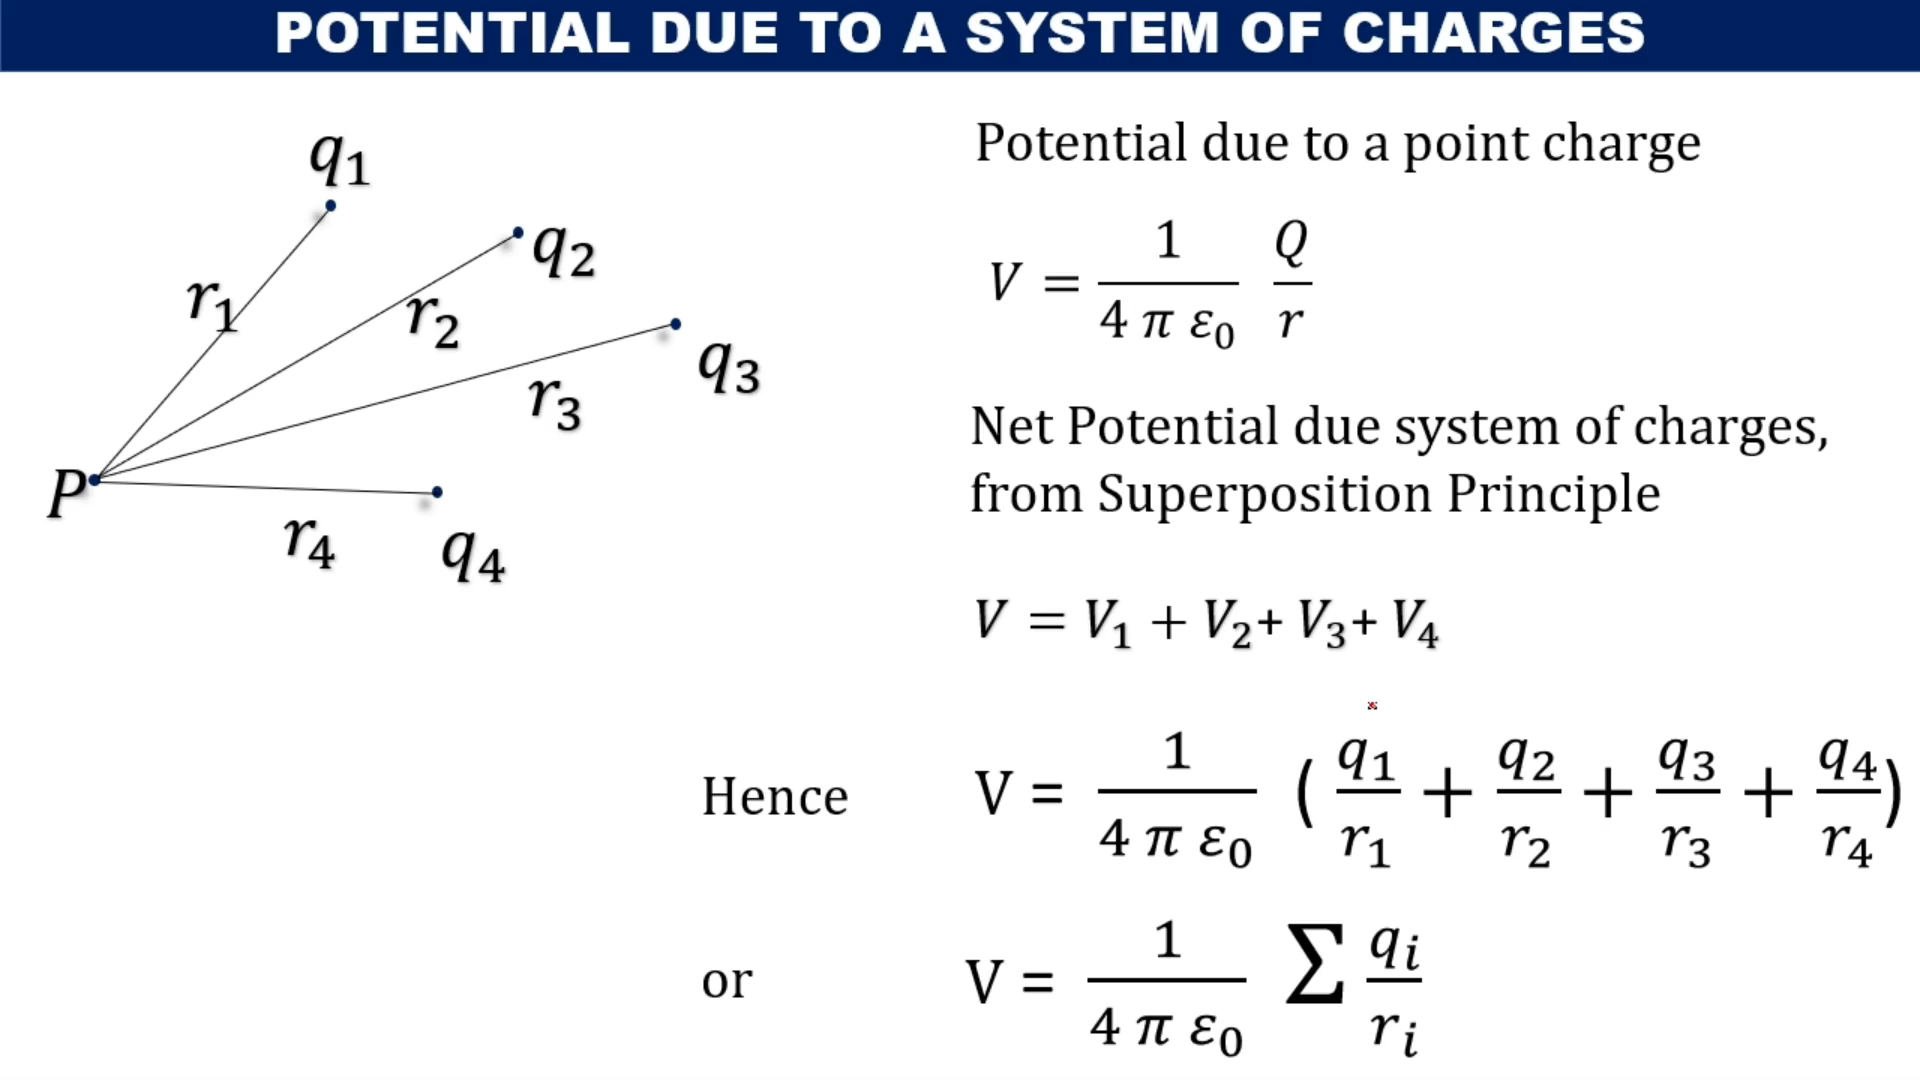 POTENTIAL DUE TO A SYSTEM OF CHARGES
q₁
q₂
r₁
r₂
q₃
r₃
P
r₄
q₄
Potential due to a point charge
V = 1/(4 π ε₀) Q/r
Net Potential due system of charges,
from Superposition Principle
V = V₁ + V₂+ V₃+ V₄
Hence V = 1/(4 π ε₀) (q₁/r₁ + q₂/r₂ + q₃/r₃ + q₄/r₄)
or V = 1/(4 π ε₀) Σ qᵢ/rᵢ